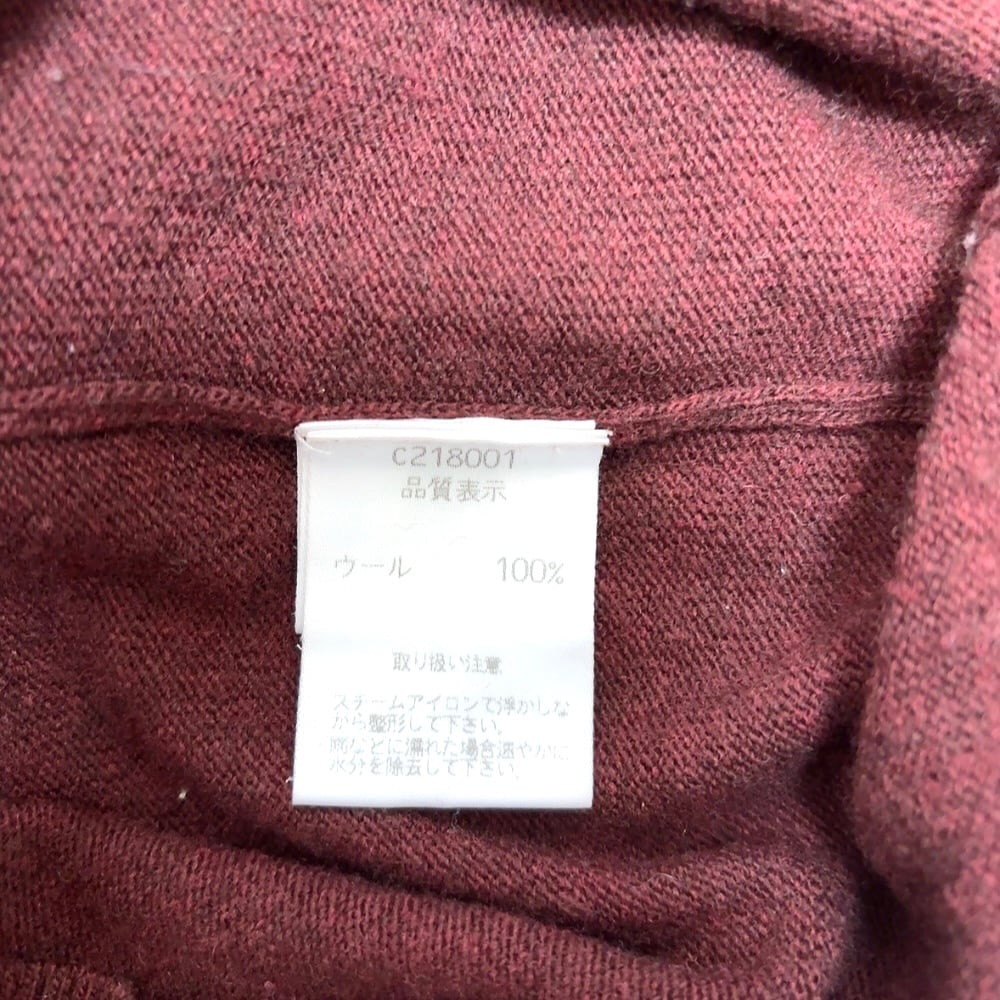 C218001
品質表示
ウール 100%
取り扱い注意
スチームアイロンで浮かしな
がら整形して下さい。
雨などに濡れた場合速やかに
水分を除去して下さい。